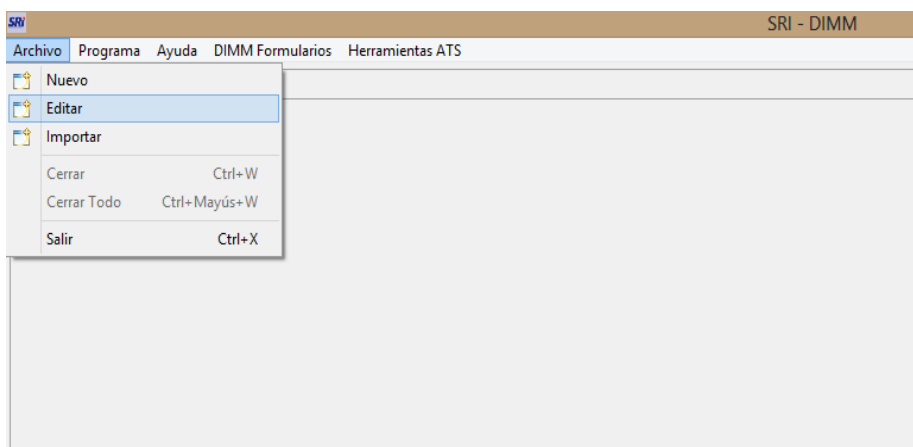 SRi SRI - DIMM
Archivo Programa Ayuda DIMM Formularios Herramientas ATS
Nuevo
Editar
Importar
Cerrar Ctrl+W
Cerrar Todo Ctrl+Mayús+W
Salir Ctrl+X